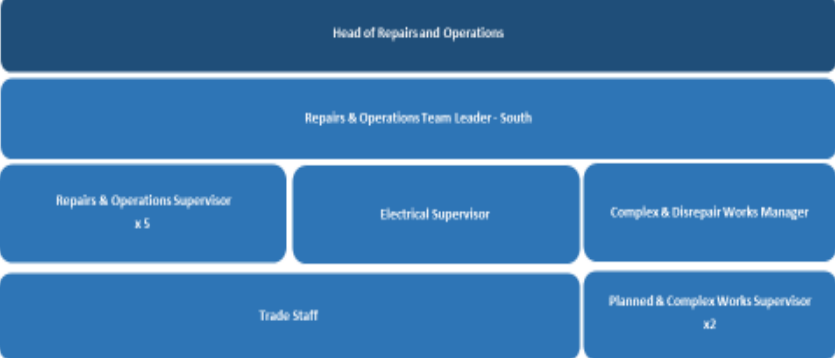 Head of Repairs and Operations
Repairs & Operations Team Leader - South
Repairs & Operations Supervisor
x 5
Electrical Supervisor
Complex & Disrepair Works Manager
Trade Staff
Planned & Complex Works Supervisor
x2